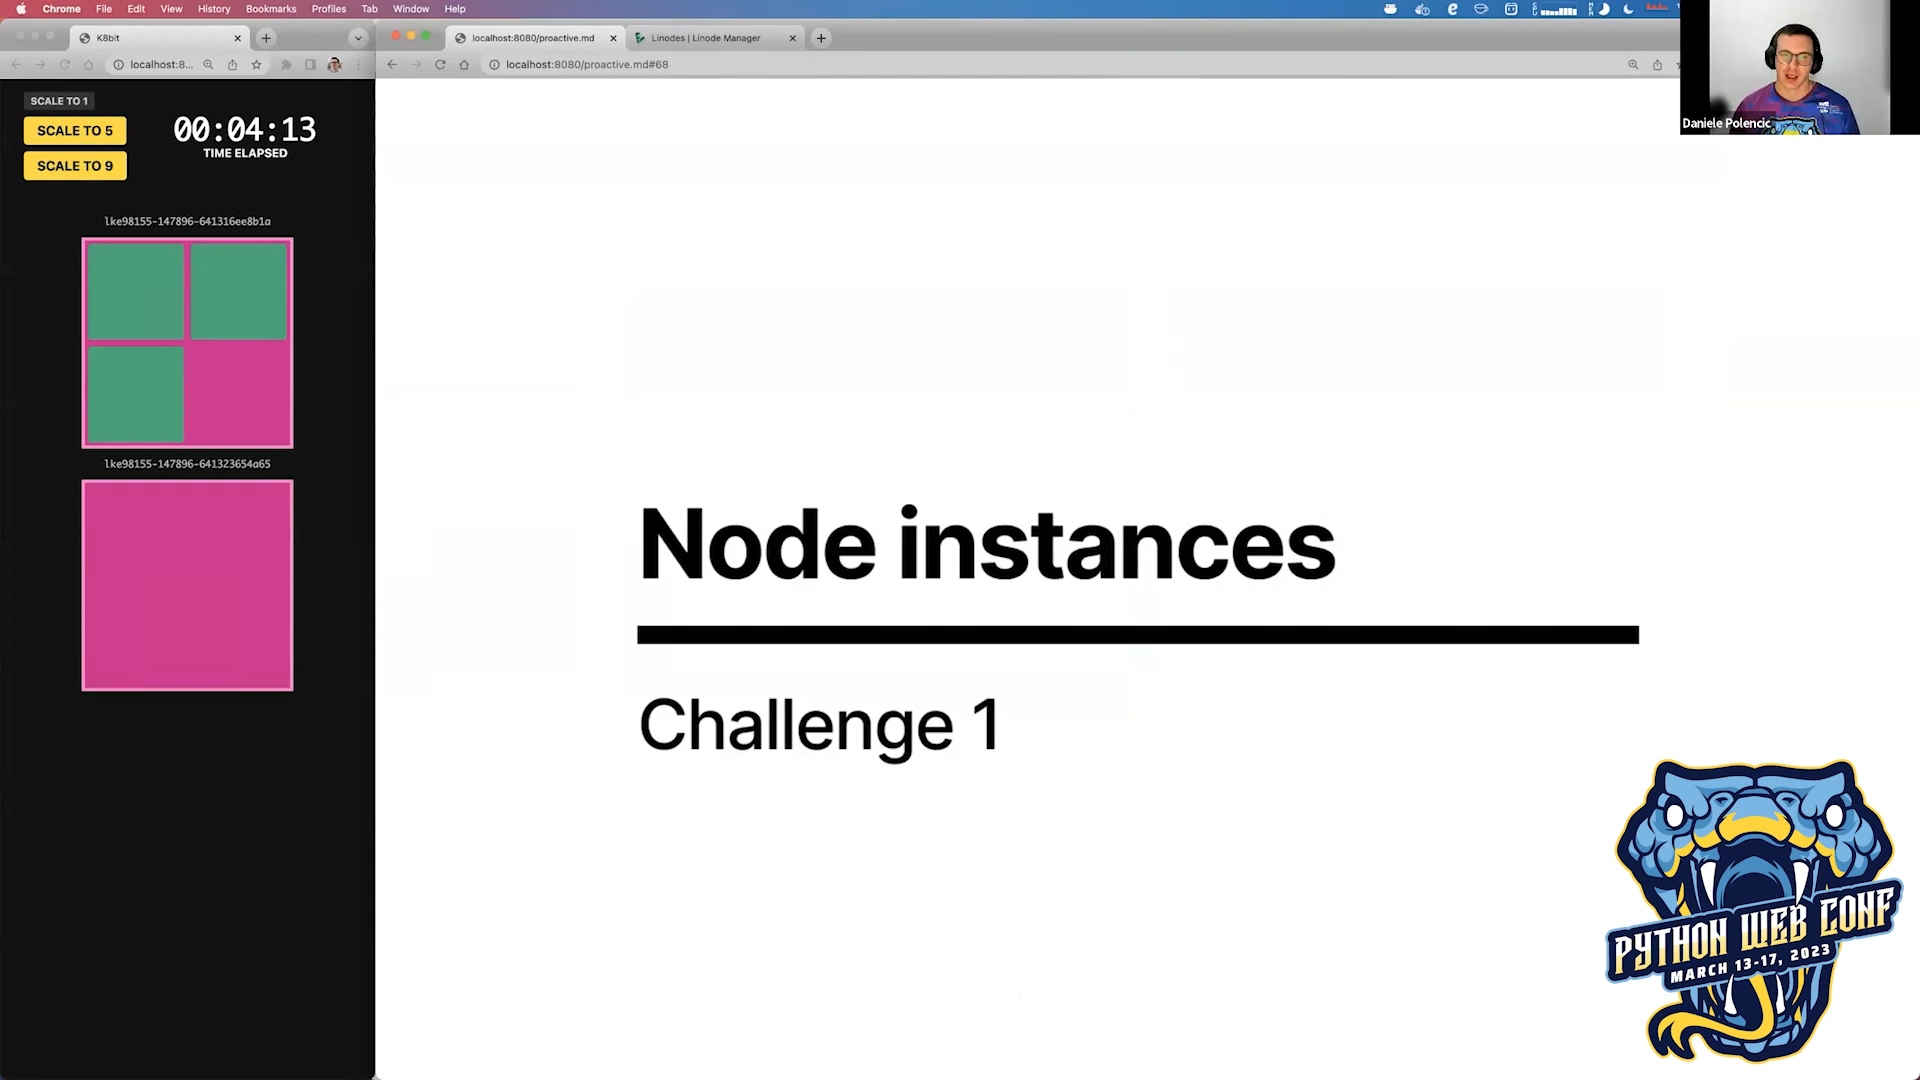 Chrome File Edit View History Bookmarks Profiles Tab Window Help
K8bit
localhost:8080/proactive.md
Linodes | Linode Manager
localhost:8...
localhost:8080/proactive.md#68
SCALE TO 1
SCALE TO 5
SCALE TO 9
00:04:13
TIME ELAPSED
lke98155-147896-641316ee8b1a
lke98155-147896-641323654a65
Node instances
Challenge 1
Daniele Polencic
PYTHON WEB CONF
MARCH 13-17, 2023